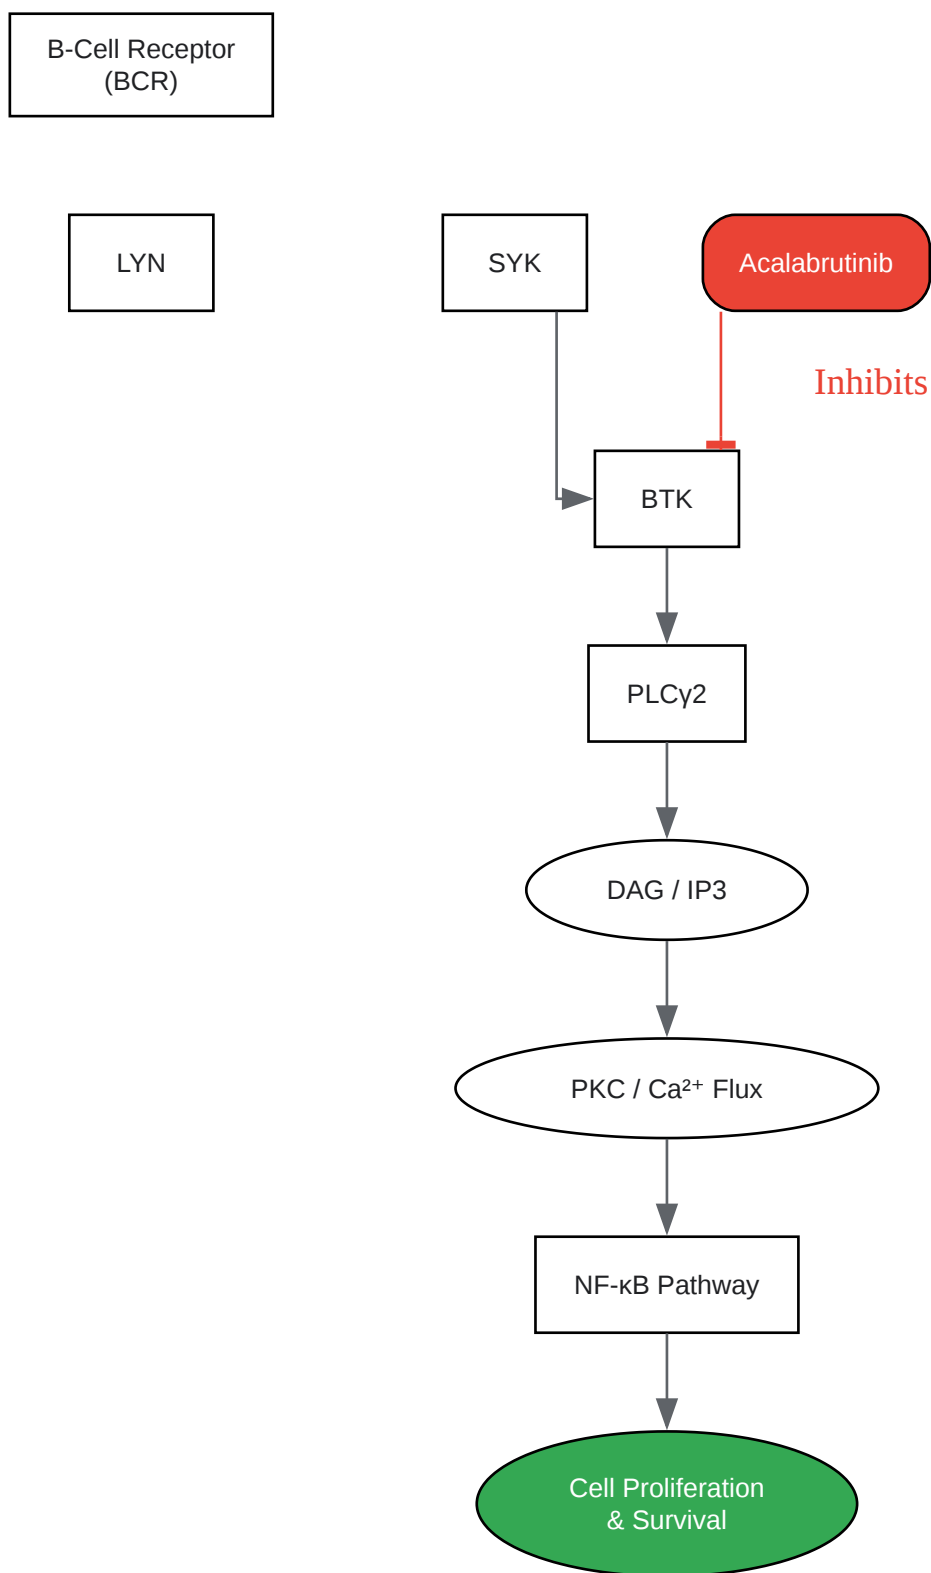 B-Cell Receptor
(BCR)
LYN
SYK
Acalabrutinib
Inhibits
BTK
PLCγ2
DAG / IP3
PKC / Ca²⁺ Flux
NF-κB Pathway
Cell Proliferation
& Survival